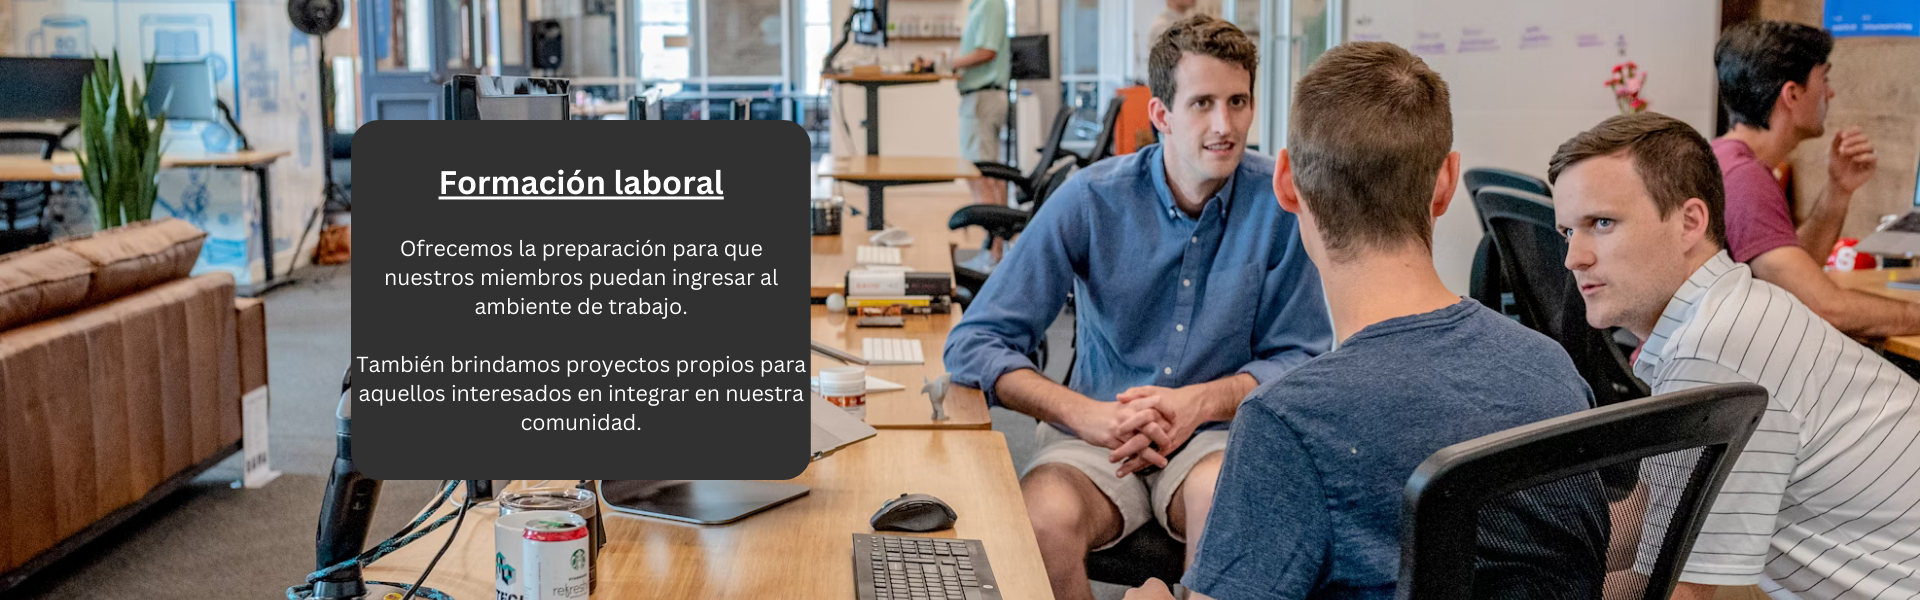 Formación laboral
Ofrecemos la preparación para que
nuestros miembros puedan ingresar al
ambiente de trabajo.
También brindamos proyectos propios para
aquellos interesados en integrar en nuestra
comunidad.